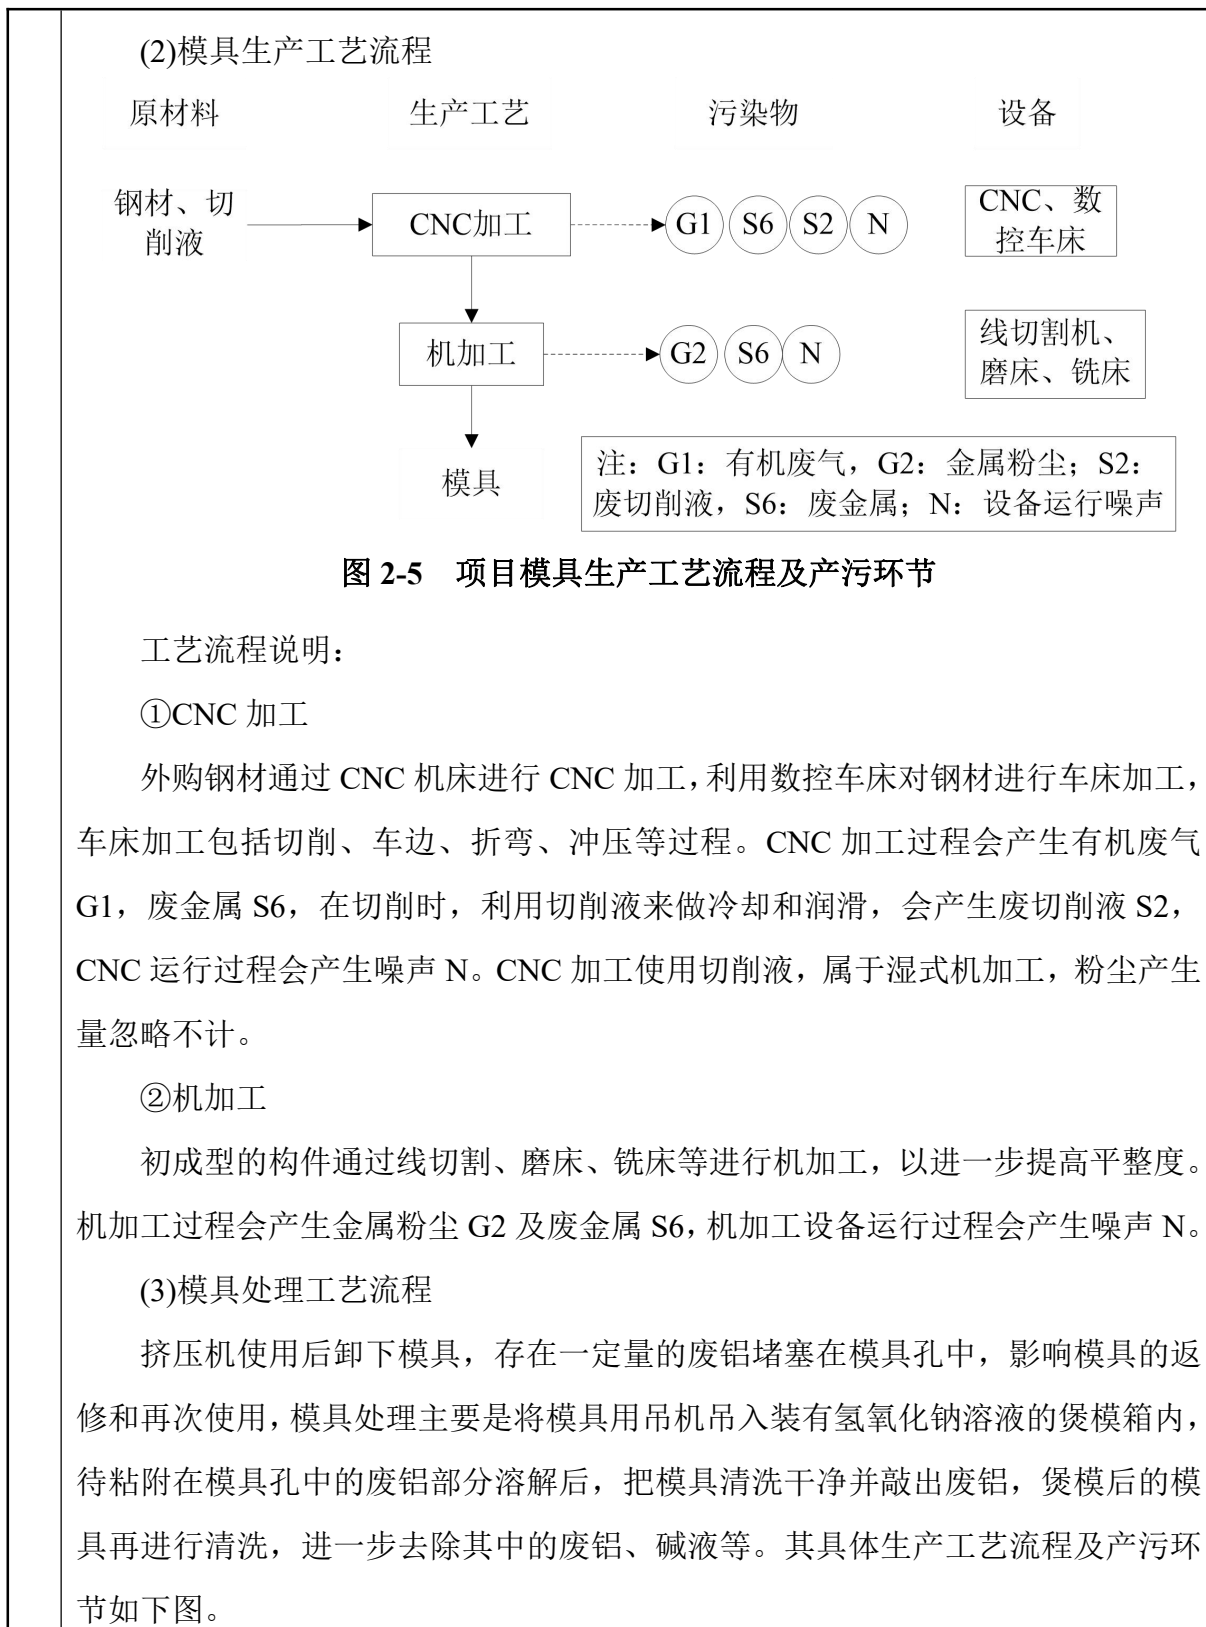 (2)模具生产工艺流程
原材料 生产工艺 污染物 设备
钢材、切
削液
CNC加工
G1 S6 S2 N
CNC、数
控车床
机加工
G2 S6 N
线切割机、
磨床、铣床
模具
注：G1：有机废气，G2：金属粉尘；S2：
废切削液，S6：废金属；N：设备运行噪声
图 2-5 项目模具生产工艺流程及产污环节
工艺流程说明：
①CNC 加工
外购钢材通过 CNC 机床进行 CNC 加工，利用数控车床对钢材进行车床加工，
车床加工包括切削、车边、折弯、冲压等过程。CNC 加工过程会产生有机废气
G1，废金属 S6，在切削时，利用切削液来做冷却和润滑，会产生废切削液 S2，
CNC 运行过程会产生噪声 N。CNC 加工使用切削液，属于湿式机加工，粉尘产生
量忽略不计。
②机加工
初成型的构件通过线切割、磨床、铣床等进行机加工，以进一步提高平整度。
机加工过程会产生金属粉尘 G2 及废金属 S6，机加工设备运行过程会产生噪声 N。
(3)模具处理工艺流程
挤压机使用后卸下模具，存在一定量的废铝堵塞在模具孔中，影响模具的返
修和再次使用，模具处理主要是将模具用吊机吊入装有氢氧化钠溶液的煲模箱内，
待粘附在模具孔中的废铝部分溶解后，把模具清洗干净并敲出废铝，煲模后的模
具再进行清洗，进一步去除其中的废铝、碱液等。其具体生产工艺流程及产污环
节如下图。